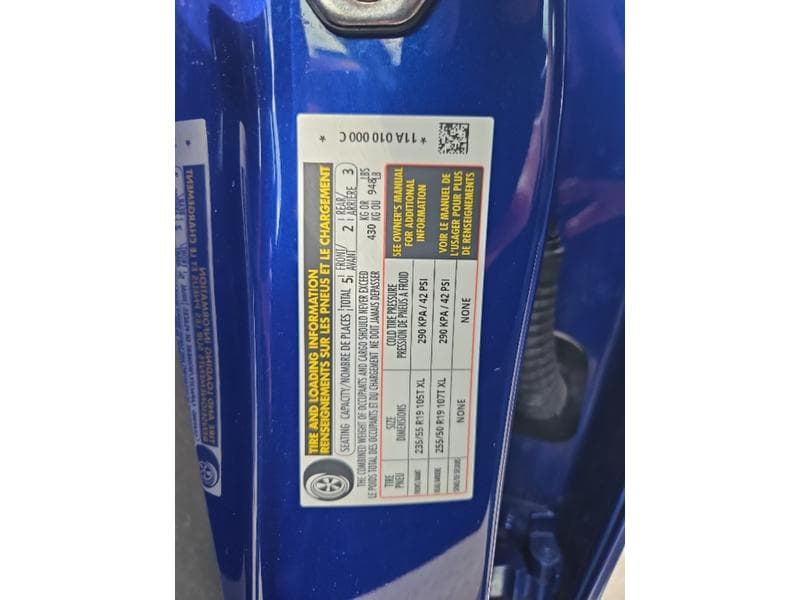 * 11A 010 000 C *
TIRE AND LOADING INFORMATION
RENSEIGNEMENTS SUR LES PNEUS ET LE CHARGEMENT
SEATING CAPACITY/NOMBRE DE PLACES TOTAL 5 FRONT/AVANT 2 REAR/ARRIÈRE 3
THE COMBINED WEIGHT OF OCCUPANTS AND CARGO SHOULD NEVER EXCEED 430 KG OR 948 LBS
LE POIDS TOTAL DES OCCUPANTS ET DU CHARGEMENT NE DOIT JAMAIS DEPASSER KG OU LB
TIRE SIZE COLD TIRE PRESSURE
PNEU DIMENSIONS PRESSION DE PNEUS À FROID
235/55 R19 105T XL 290 KPA / 42 PSI
255/50 R19 107T XL 290 KPA / 42 PSI
NONE NONE
SEE OWNER'S MANUAL
FOR ADDITIONAL
INFORMATION
VOIR LE MANUEL DE
L'USAGER POUR PLUS
DE RENSEIGNEMENTS